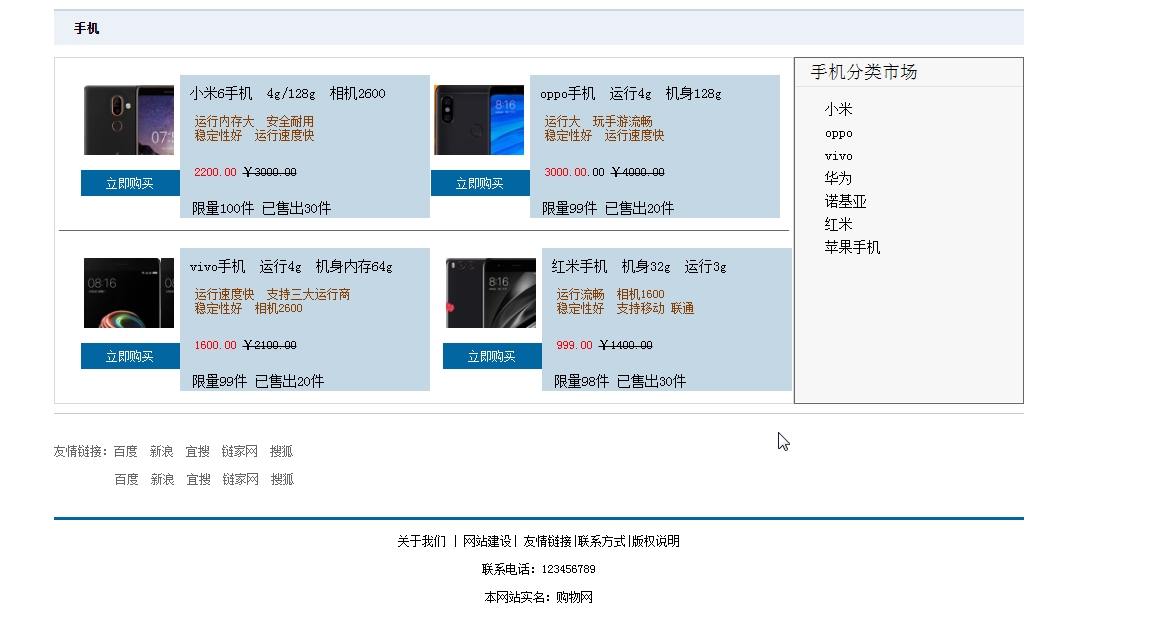 手机
小米6手机 4g/128g 相机2600
运行内存大 安全耐用
稳定性好 运行速度快
2200.00 ￥3000.00
立即购买
限量100件 已售出30件
oppo手机 运行4g 机身128g
运行大 玩手游流畅
稳定性好 运行速度快
3000.00.00 ￥4000.00
立即购买
限量99件 已售出20件
vivo手机 运行4g 机身内存64g
运行速度快 支持三大运行商
稳定性好 相机2600
1600.00 ￥2100.00
立即购买
限量99件 已售出20件
红米手机 机身32g 运行3g
运行流畅 相机1600
稳定性好 支持移动 联通
999.00 ￥1400.00
立即购买
限量98件 已售出30件
手机分类市场
小米
oppo
vivo
华为
诺基亚
红米
苹果手机
友情链接：百度 新浪 宜搜 链家网 搜狐
百度 新浪 宜搜 链家网 搜狐
关于我们 | 网站建设| 友情链接|联系方式|版权说明
联系电话：123456789
本网站实名：购物网